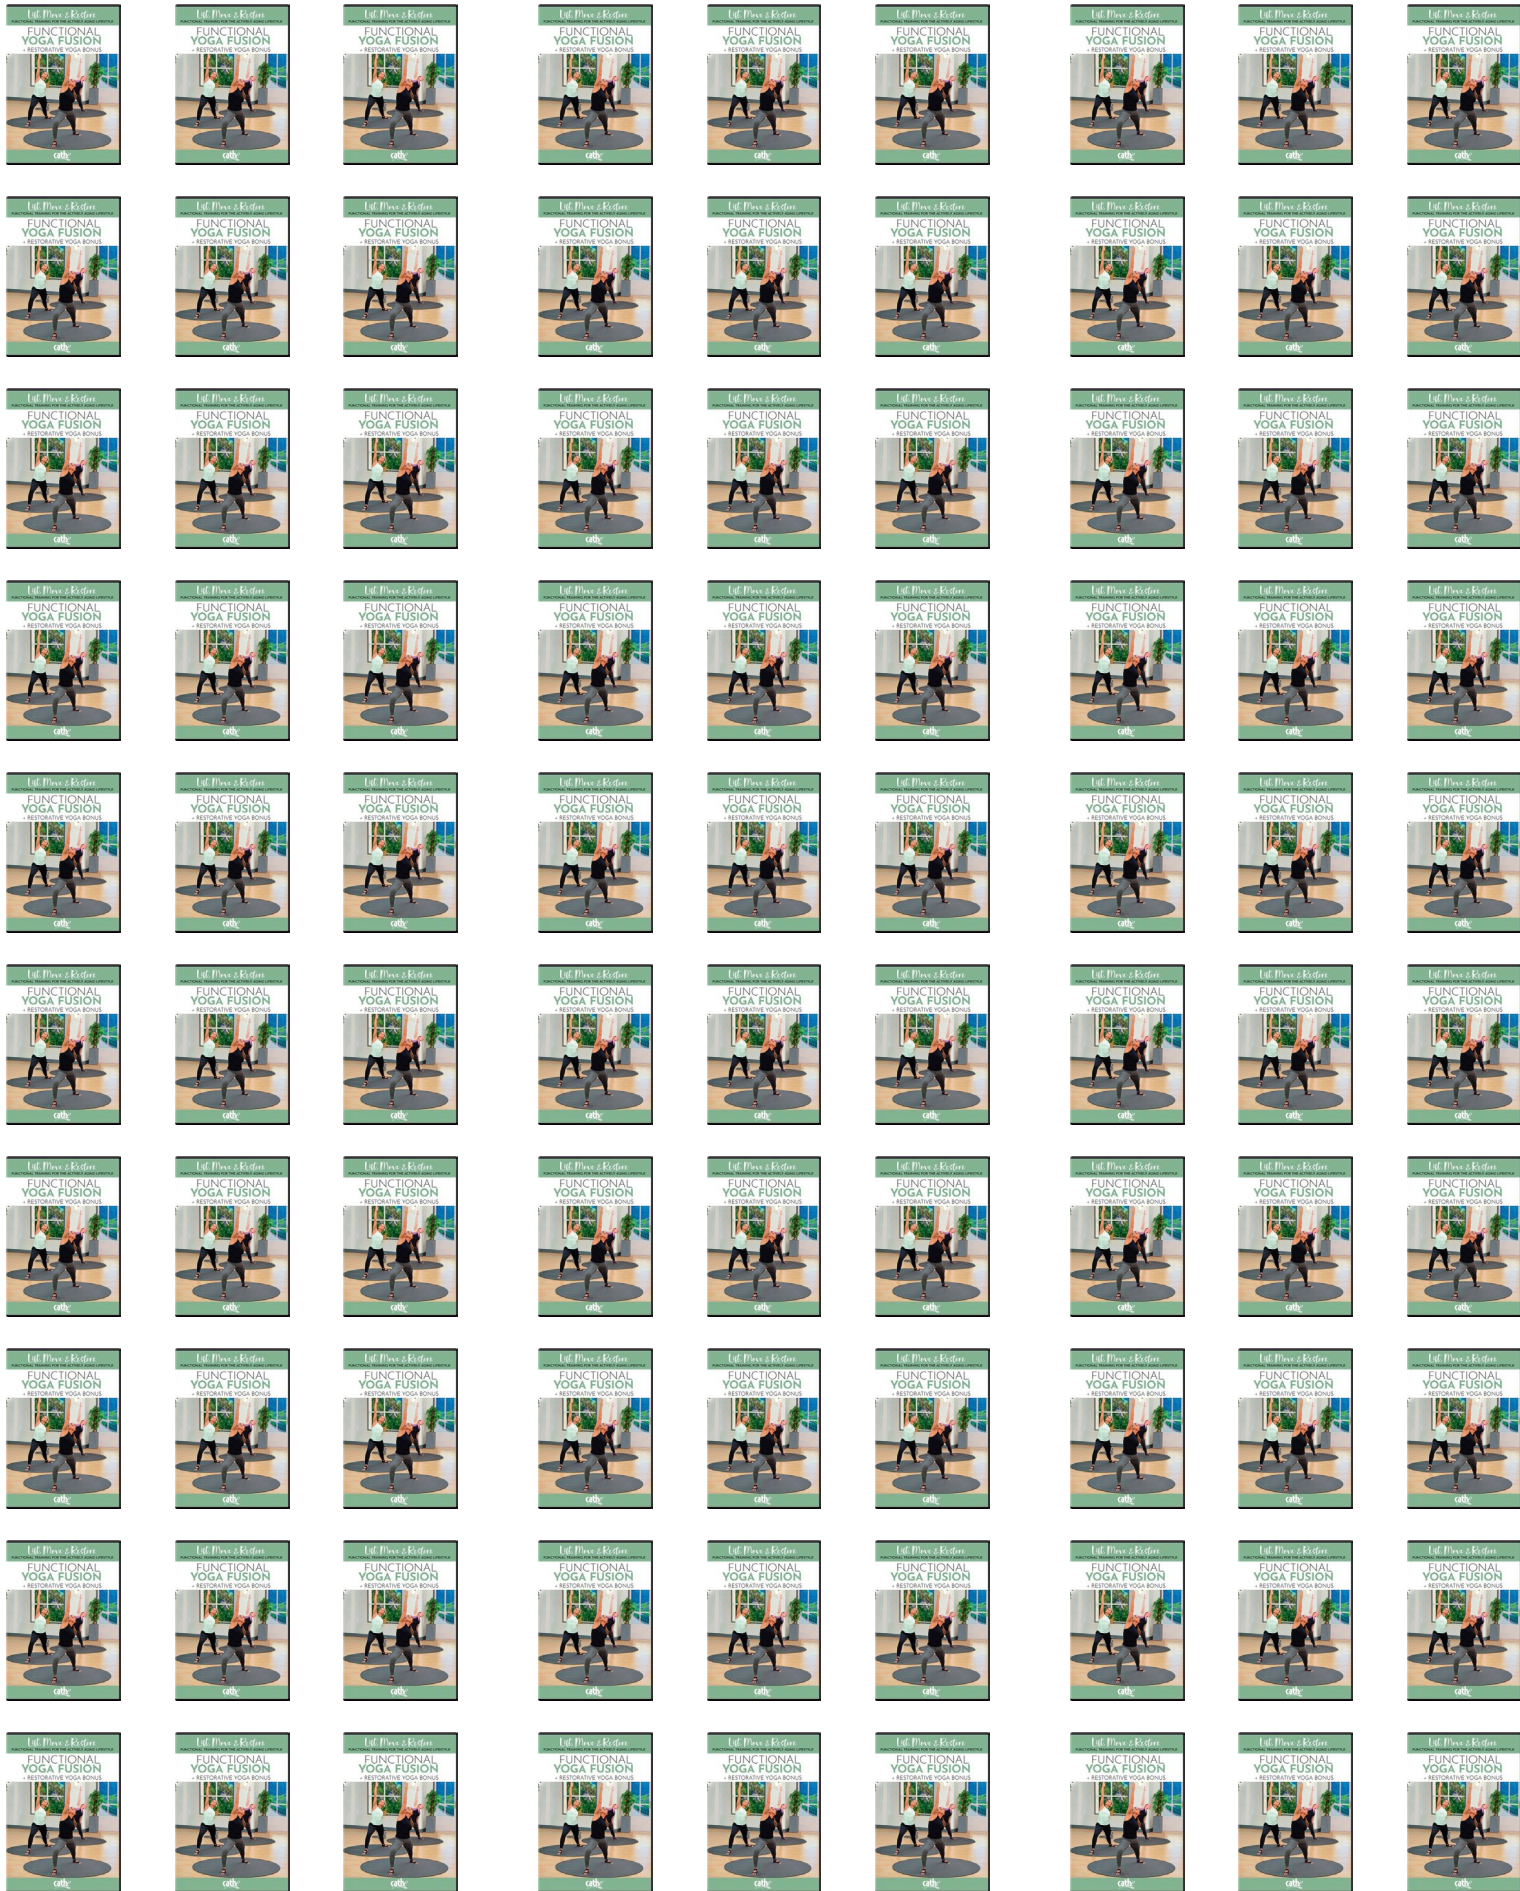 Lift, Move & Restore
FUNCTIONAL TRAINING FOR THE ACTIVELY AGING LIFESTYLE
FUNCTIONAL
YOGA FUSION
+ RESTORATIVE YOGA BONUS
cathe